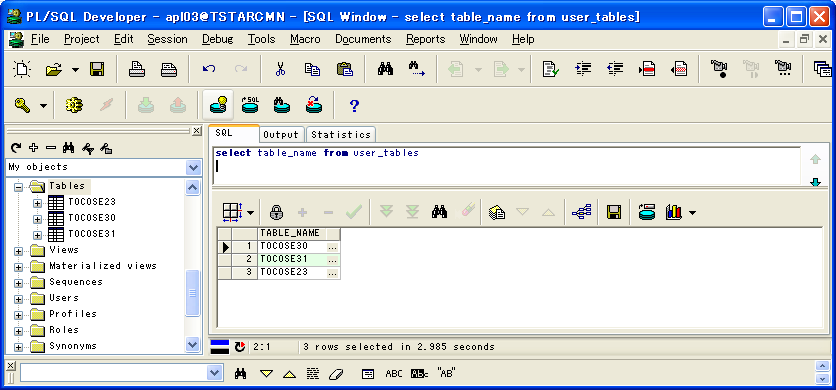 PL/SQL Developer - apl03@TSTARCMN - [SQL Window - select table_name from user_tables]
File Project Edit Session Debug Tools Macro Documents Reports Window Help
SQL
?
SQL Output Statistics
My objects
select table_name from user_tables
Tables
TOCOSE23
TOCOSE30
TOCOSE31
Views
Materialized views
Sequences
Users
Profiles
Roles
Synonyms
TABLE_NAME
1 TOCOSE30 ...
2 TOCOSE31 ...
3 TOCOSE23 ...
2:1 3 rows selected in 2.985 seconds
ABC ABc "AB"